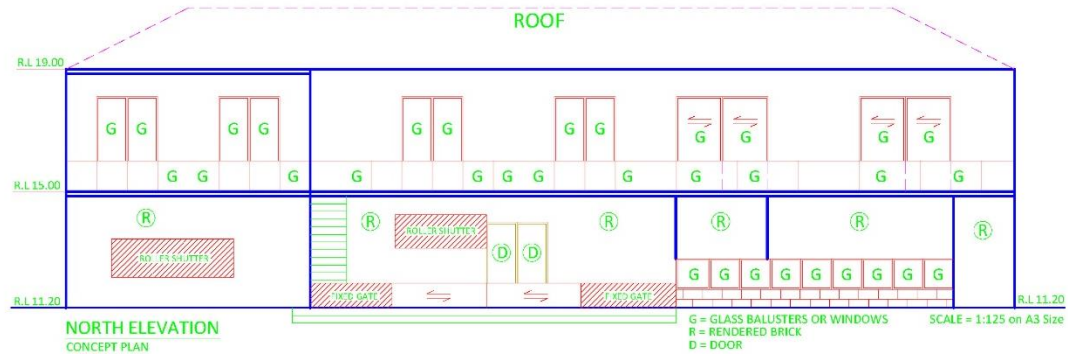 ROOF
R.L 19.00
G G G G G G G G G G G G
G G G G G G G G G G G G
R.L 15.00
R R R R R R
ROLLER SHUTTER
D D
ROLLER SHUTTER
G G G G G G G G G
FIXED GATE FIXED GATE
R.L 11.20 R.L 11.20
NORTH ELEVATION
CONCEPT PLAN
G = GLASS BALUSTERS OR WINDOWS
R = RENDERED BRICK
D = DOOR
SCALE = 1:125 on A3 Size